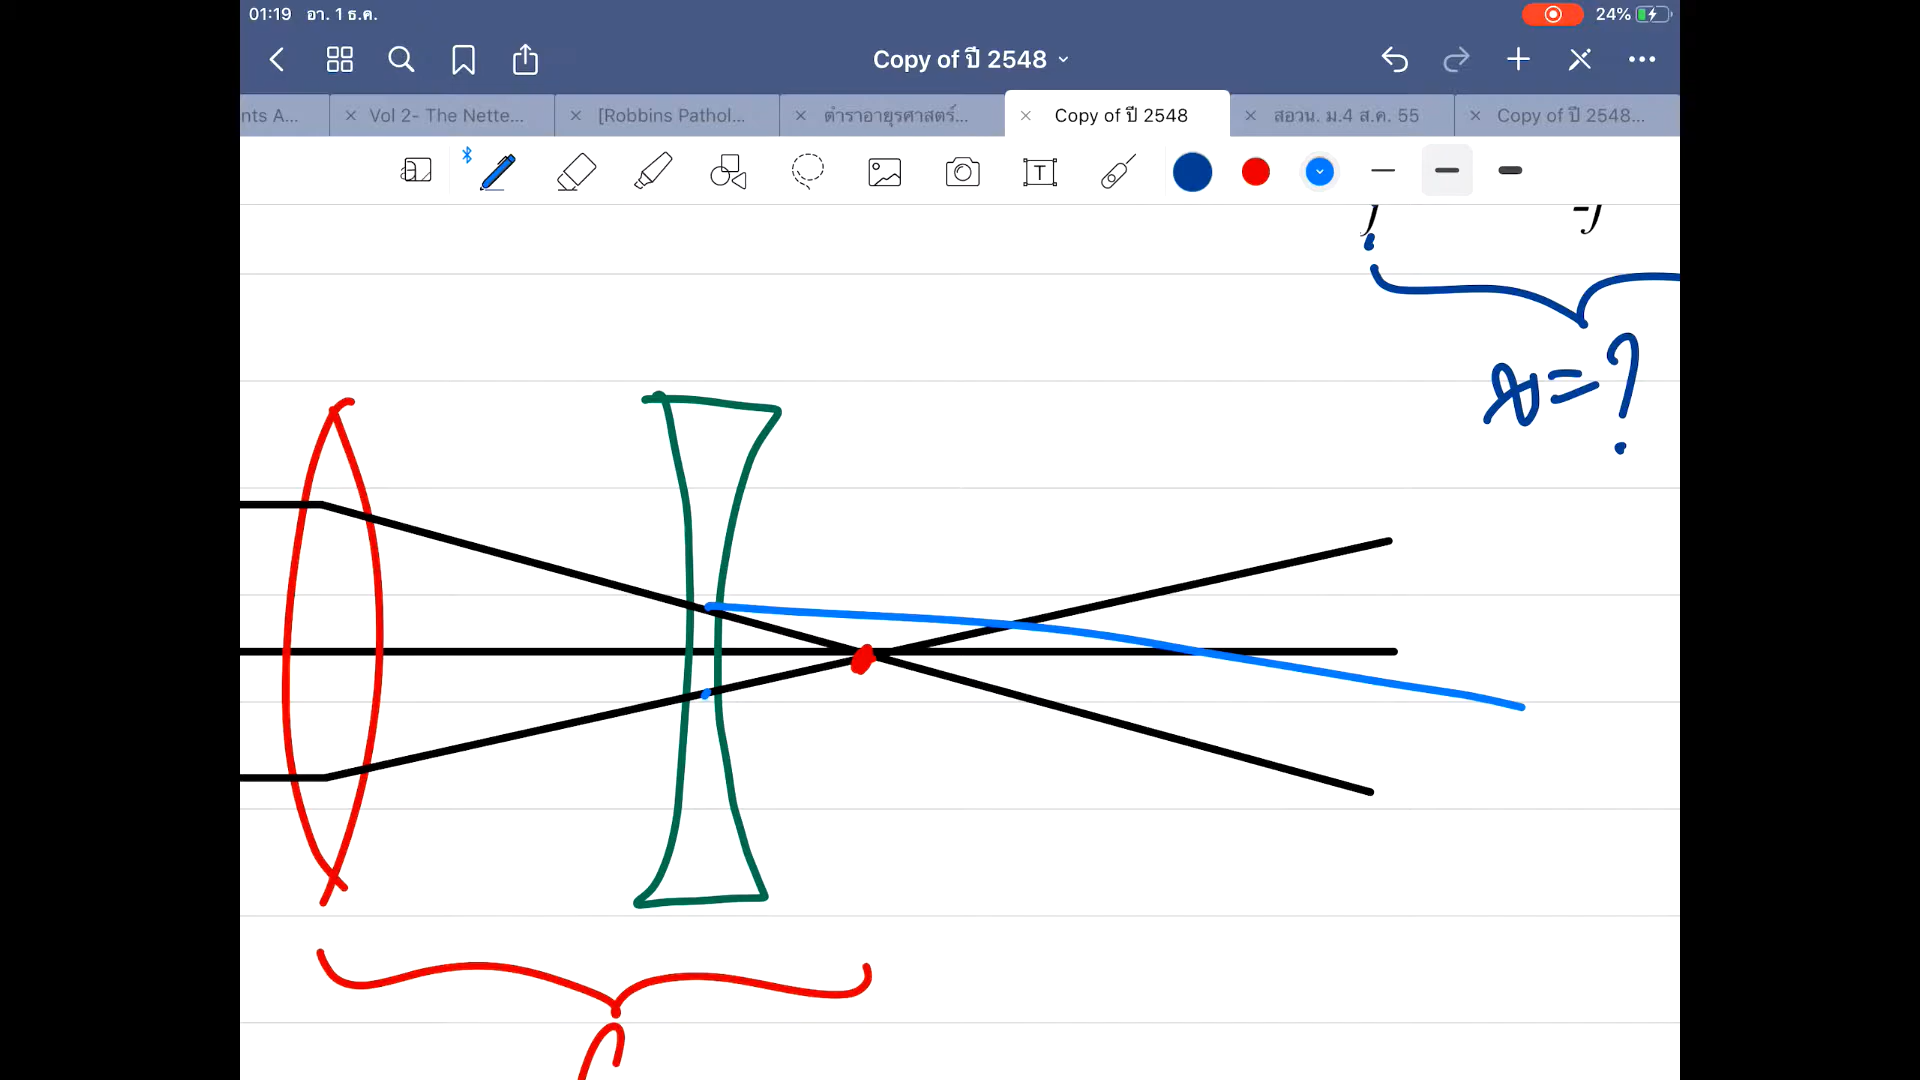 01:19 อา. 1 ธ.ค.
24%
Copy of ปี 2548
nts A...
Vol 2- The Nette...
[Robbins Pathol...
ตำราอายุรศาสตร์...
Copy of ปี 2548
สอวน. ม.4 ส.ค. 55
Copy of ปี 2548...
T
f -f
x=?